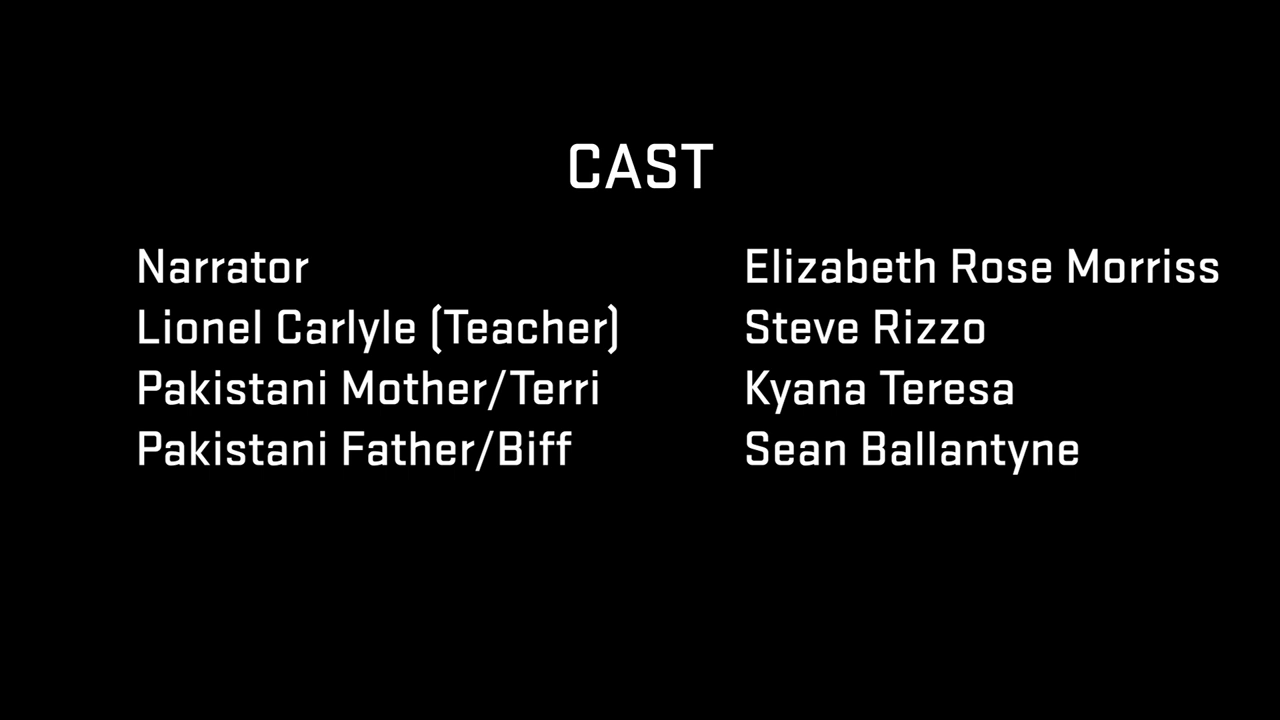 CAST
Narrator Elizabeth Rose Morriss
Lionel Carlyle (Teacher) Steve Rizzo
Pakistani Mother/Terri Kyana Teresa
Pakistani Father/Biff Sean Ballantyne